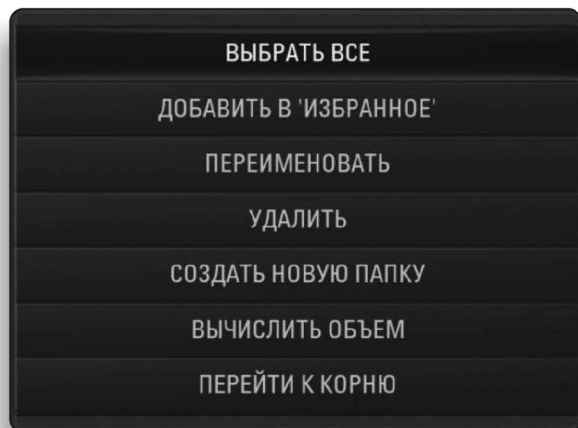 ВЫБРАТЬ ВСЕ
ДОБАВИТЬ В 'ИЗБРАННОЕ'
ПЕРЕИМЕНОВАТЬ
УДАЛИТЬ
СОЗДАТЬ НОВУЮ ПАПКУ
ВЫЧИСЛИТЬ ОБЪЕМ
ПЕРЕЙТИ К КОРНЮ